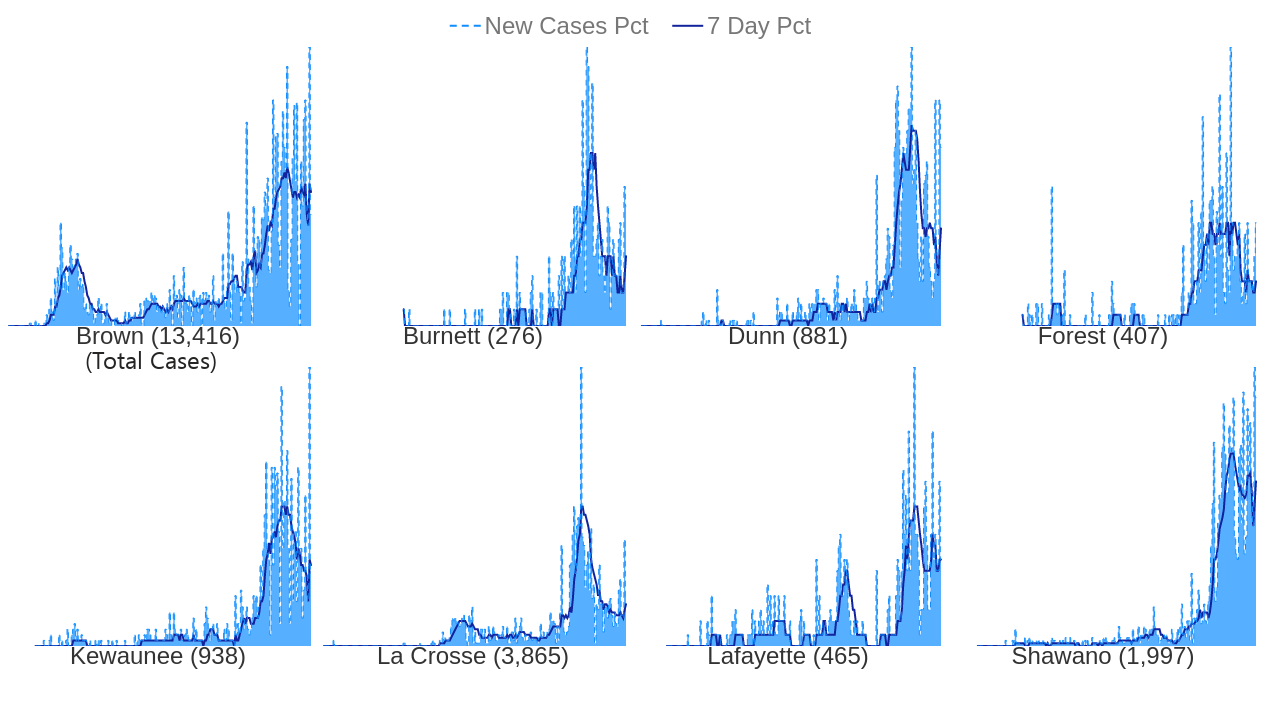 New Cases Pct 7 Day Pct
Brown (13,416) Burnett (276) Dunn (881) Forest (407)
(Total Cases)
Kewaunee (938) La Crosse (3,865) Lafayette (465) Shawano (1,997)